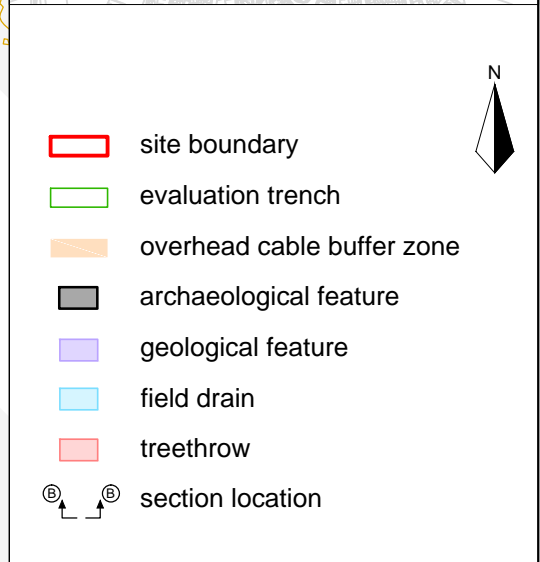 N
site boundary
evaluation trench
overhead cable buffer zone
archaeological feature
geological feature
field drain
treethrow
B B section location